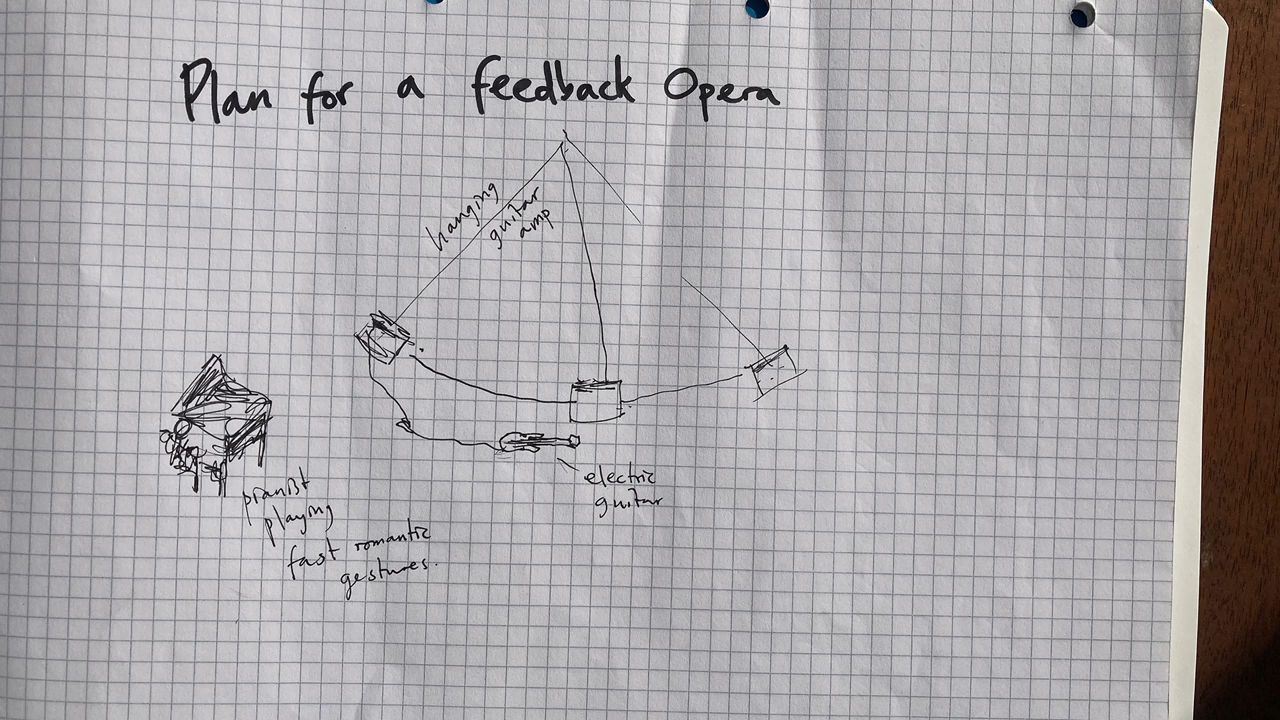 Plan for a feedback Opera
hanging
guitar
amp
electric
guitar
pianist
playing
fast romantic
gestures.